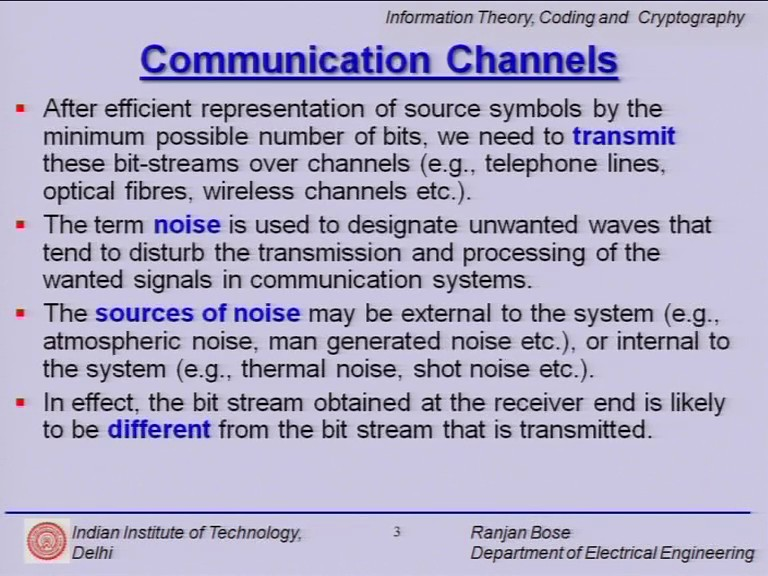 Information Theory, Coding and Cryptography
Communication Channels
After efficient representation of source symbols by the
minimum possible number of bits, we need to transmit
these bit-streams over channels (e.g., telephone lines,
optical fibres, wireless channels etc.).
The term noise is used to designate unwanted waves that
tend to disturb the transmission and processing of the
wanted signals in communication systems.
The sources of noise may be external to the system (e.g.,
atmospheric noise, man generated noise etc.), or internal to
the system (e.g., thermal noise, shot noise etc.).
In effect, the bit stream obtained at the receiver end is likely
to be different from the bit stream that is transmitted.
Indian Institute of Technology,
Delhi
3
Ranjan Bose
Department of Electrical Engineering